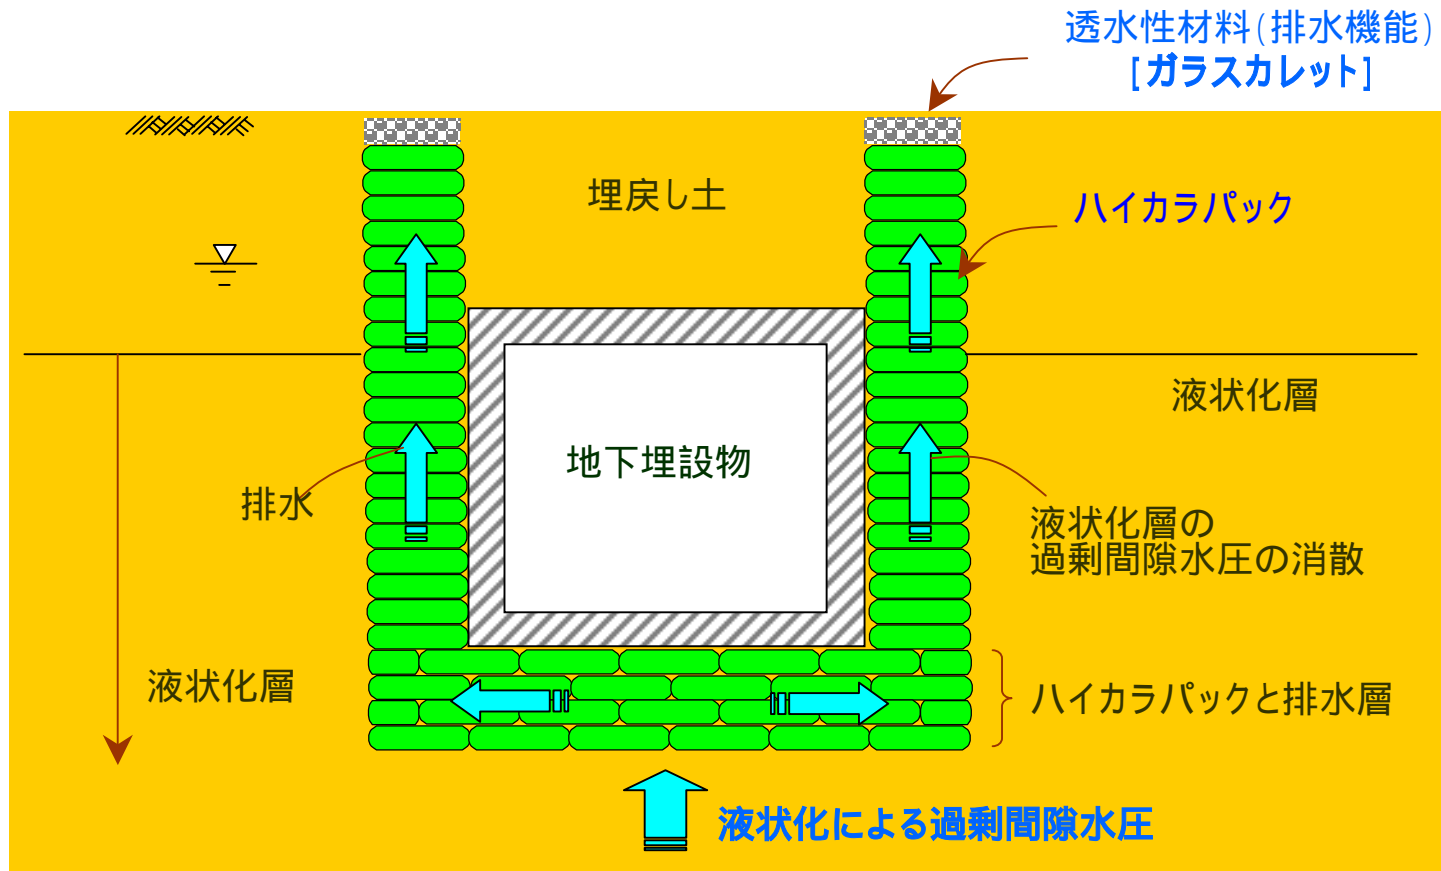 透水性材料(排水機能)
[ガラスカレット]
埋戻し土
ハイカラパック
液状化層
地下埋設物
排水
液状化層の
過剰間隙水圧の消散
液状化層
ハイカラパックと排水層
液状化による過剰間隙水圧